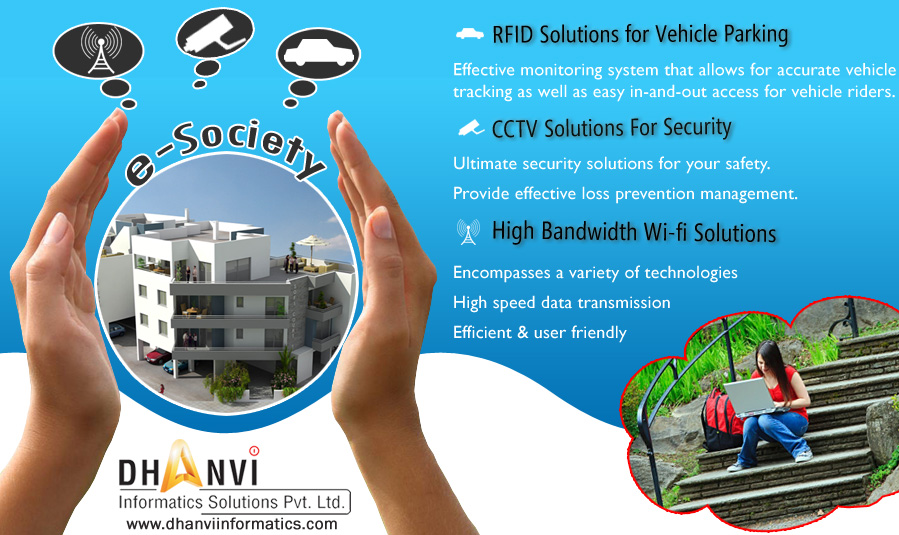 e-Society
RFID Solutions for Vehicle Parking
Effective monitoring system that allows for accurate vehicle
tracking as well as easy in-and-out access for vehicle riders.
CCTV Solutions For Security
Ultimate security solutions for your safety.
Provide effective loss prevention management.
High Bandwidth Wi-fi Solutions
Encompasses a variety of technologies
High speed data transmission
Efficient & user friendly
DHANVI
Informatics Solutions Pvt. Ltd.
www.dhanviinformatics.com